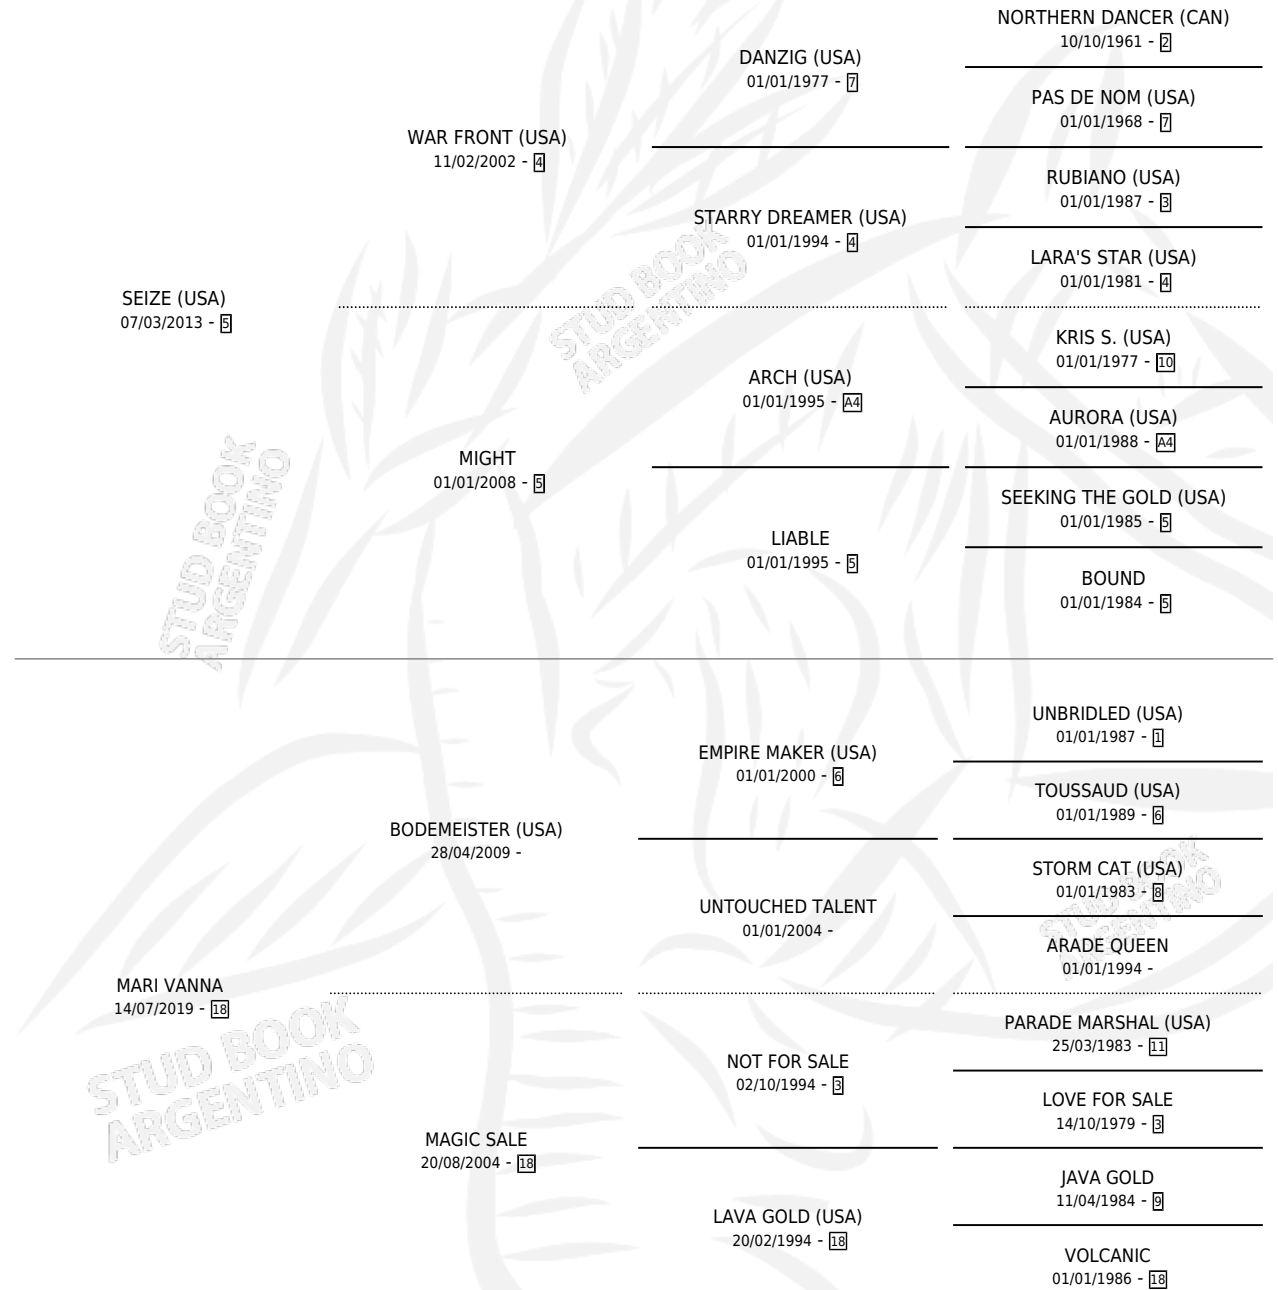 NORTHERN DANCER (CAN)
10/10/1961 - 2
DANZIG (USA)
01/01/1977 - 7
PAS DE NOM (USA)
01/01/1968 - 7
WAR FRONT (USA)
11/02/2002 - 4
RUBIANO (USA)
01/01/1987 - 3
STARRY DREAMER (USA)
01/01/1994 - 4
LARA'S STAR (USA)
01/01/1981 - 4
SEIZE (USA)
07/03/2013 - 5
KRIS S. (USA)
01/01/1977 - 10
ARCH (USA)
01/01/1995 - A4
AURORA (USA)
01/01/1988 - A4
MIGHT
01/01/2008 - 5
SEEKING THE GOLD (USA)
01/01/1985 - 5
LIABLE
01/01/1995 - 5
BOUND
01/01/1984 - 5
UNBRIDLED (USA)
01/01/1987 - 1
EMPIRE MAKER (USA)
01/01/2000 - 6
TOUSSAUD (USA)
01/01/1989 - 6
BODEMEISTER (USA)
28/04/2009 -
STORM CAT (USA)
01/01/1983 - 8
UNTOUCHED TALENT
01/01/2004 -
ARADE QUEEN
01/01/1994 -
MARI VANNA
14/07/2019 - 18
PARADE MARSHAL (USA)
25/03/1983 - 11
NOT FOR SALE
02/10/1994 - 3
LOVE FOR SALE
14/10/1979 - 3
MAGIC SALE
20/08/2004 - 18
JAVA GOLD
11/04/1984 - 9
LAVA GOLD (USA)
20/02/1994 - 18
VOLCANIC
01/01/1986 - 18
STUD BOOK
ARGENTINO
STUD BOOK
ARGENTINO
STUD BOOK
ARGENTINO
STUD BOOK
ARGENTINO